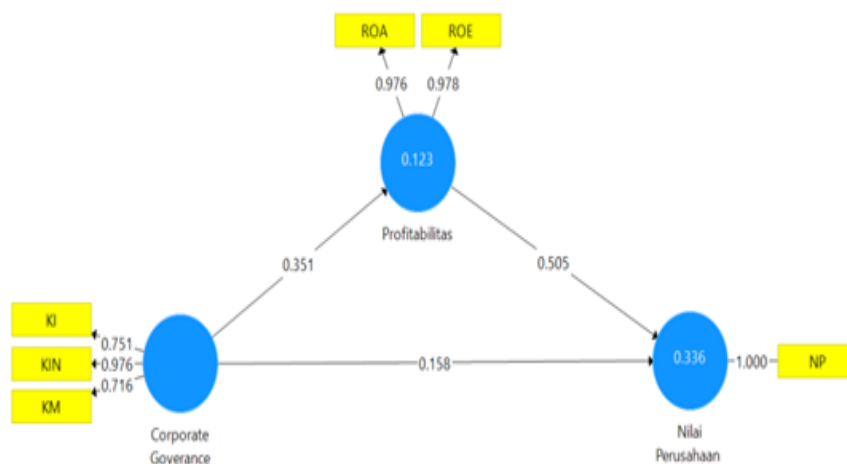 ROA ROE
0.976 0.978
0.123
Profitabilitas
0.351 0.505
KI
0.751
KIN 0.976
0.716
KM
0.158
0.336
1.000 NP
Corporate
Goverance
Nilai
Perusahaan